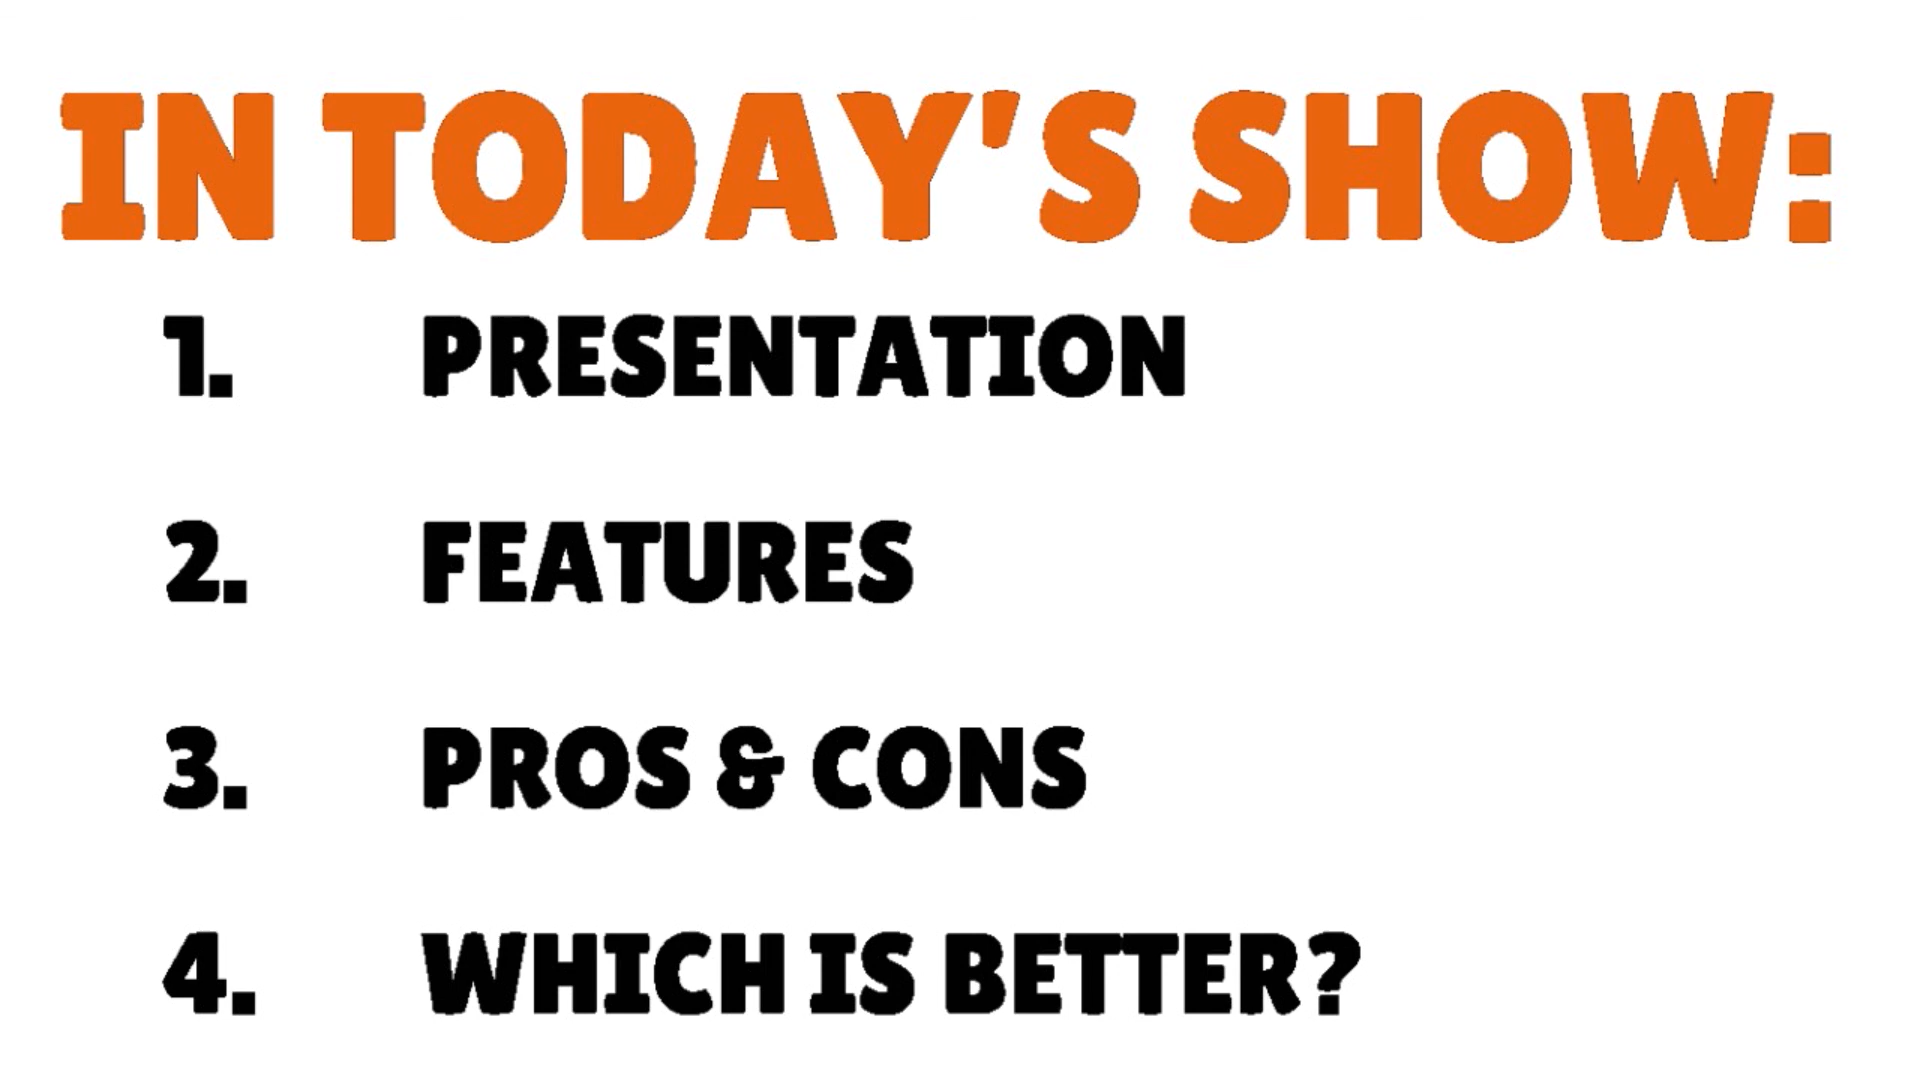 IN TODAY'S SHOW:
1. PRESENTATION
2. FEATURES
3. PROS & CONS
4. WHICH IS BETTER?